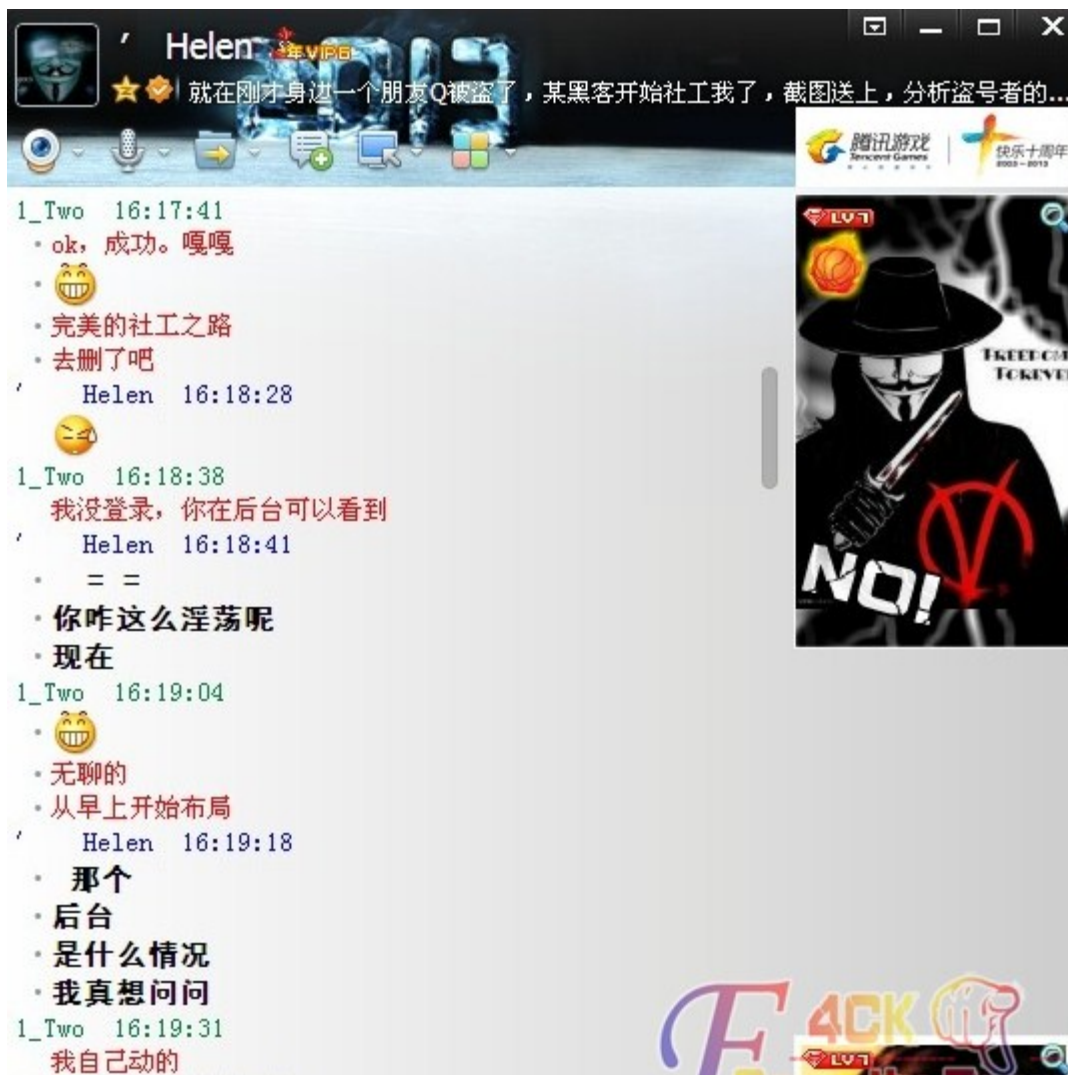 Helen 年VIP6
2013
就在刚才身边一个朋友Q被盗了，某黑客开始社工我了，截图送上，分析盗号者的...
腾讯游戏
Tencent Games
快乐十周年
2003-2013
1_Two 16:17:41
ok，成功。嘎嘎
完美的社工之路
去删了吧
Helen 16:18:28
1_Two 16:18:38
我没登录，你在后台可以看到
Helen 16:18:41
= =
你咋这么淫荡呢
现在
1_Two 16:19:04
无聊的
从早上开始布局
Helen 16:19:18
那个
后台
是什么情况
我真想问问
1_Two 16:19:31
我自己动的
LV7
FREEDOM
FOREVE
NO!
F4CK
LV7